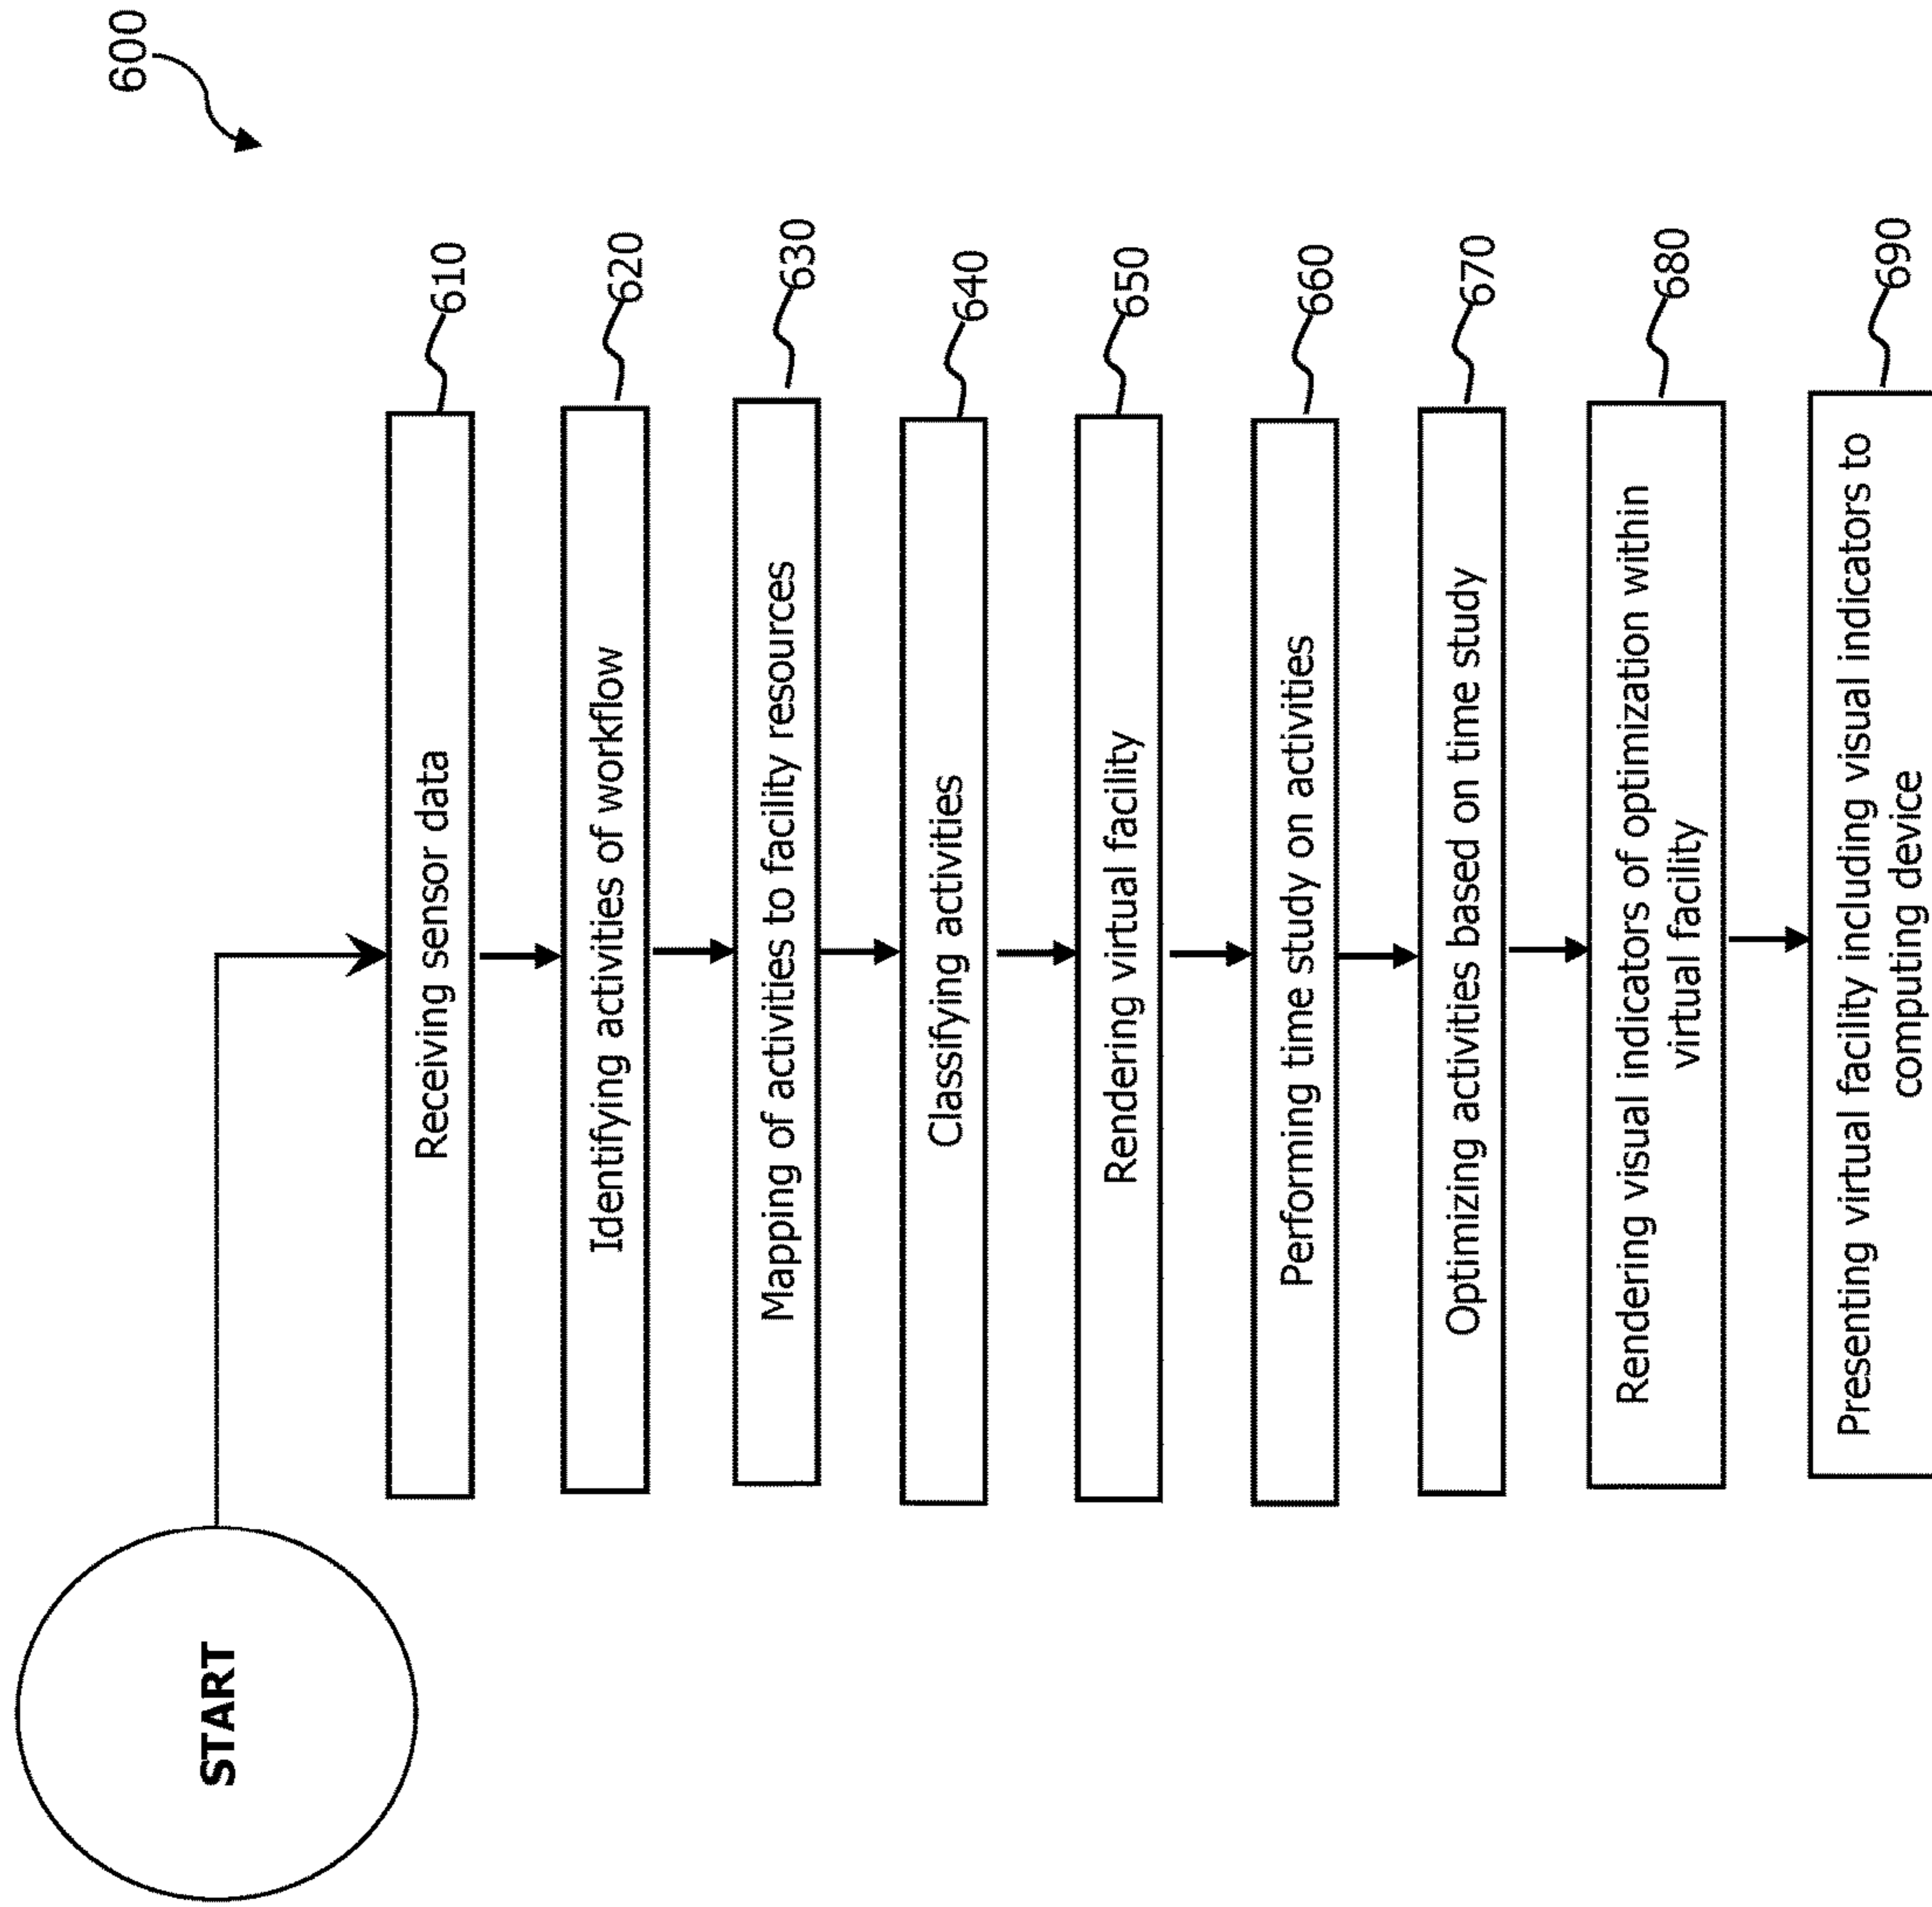 600
START
Receiving sensor data
610
Identifying activities of workflow
620
Mapping of activities to facility resources
630
Classifying activities
640
Rendering virtual facility
650
Performing time study on activities
660
Optimizing activities based on time study
670
Rendering visual indicators of optimization within
virtual facility
680
Presenting virtual facility including visual indicators to
computing device
690